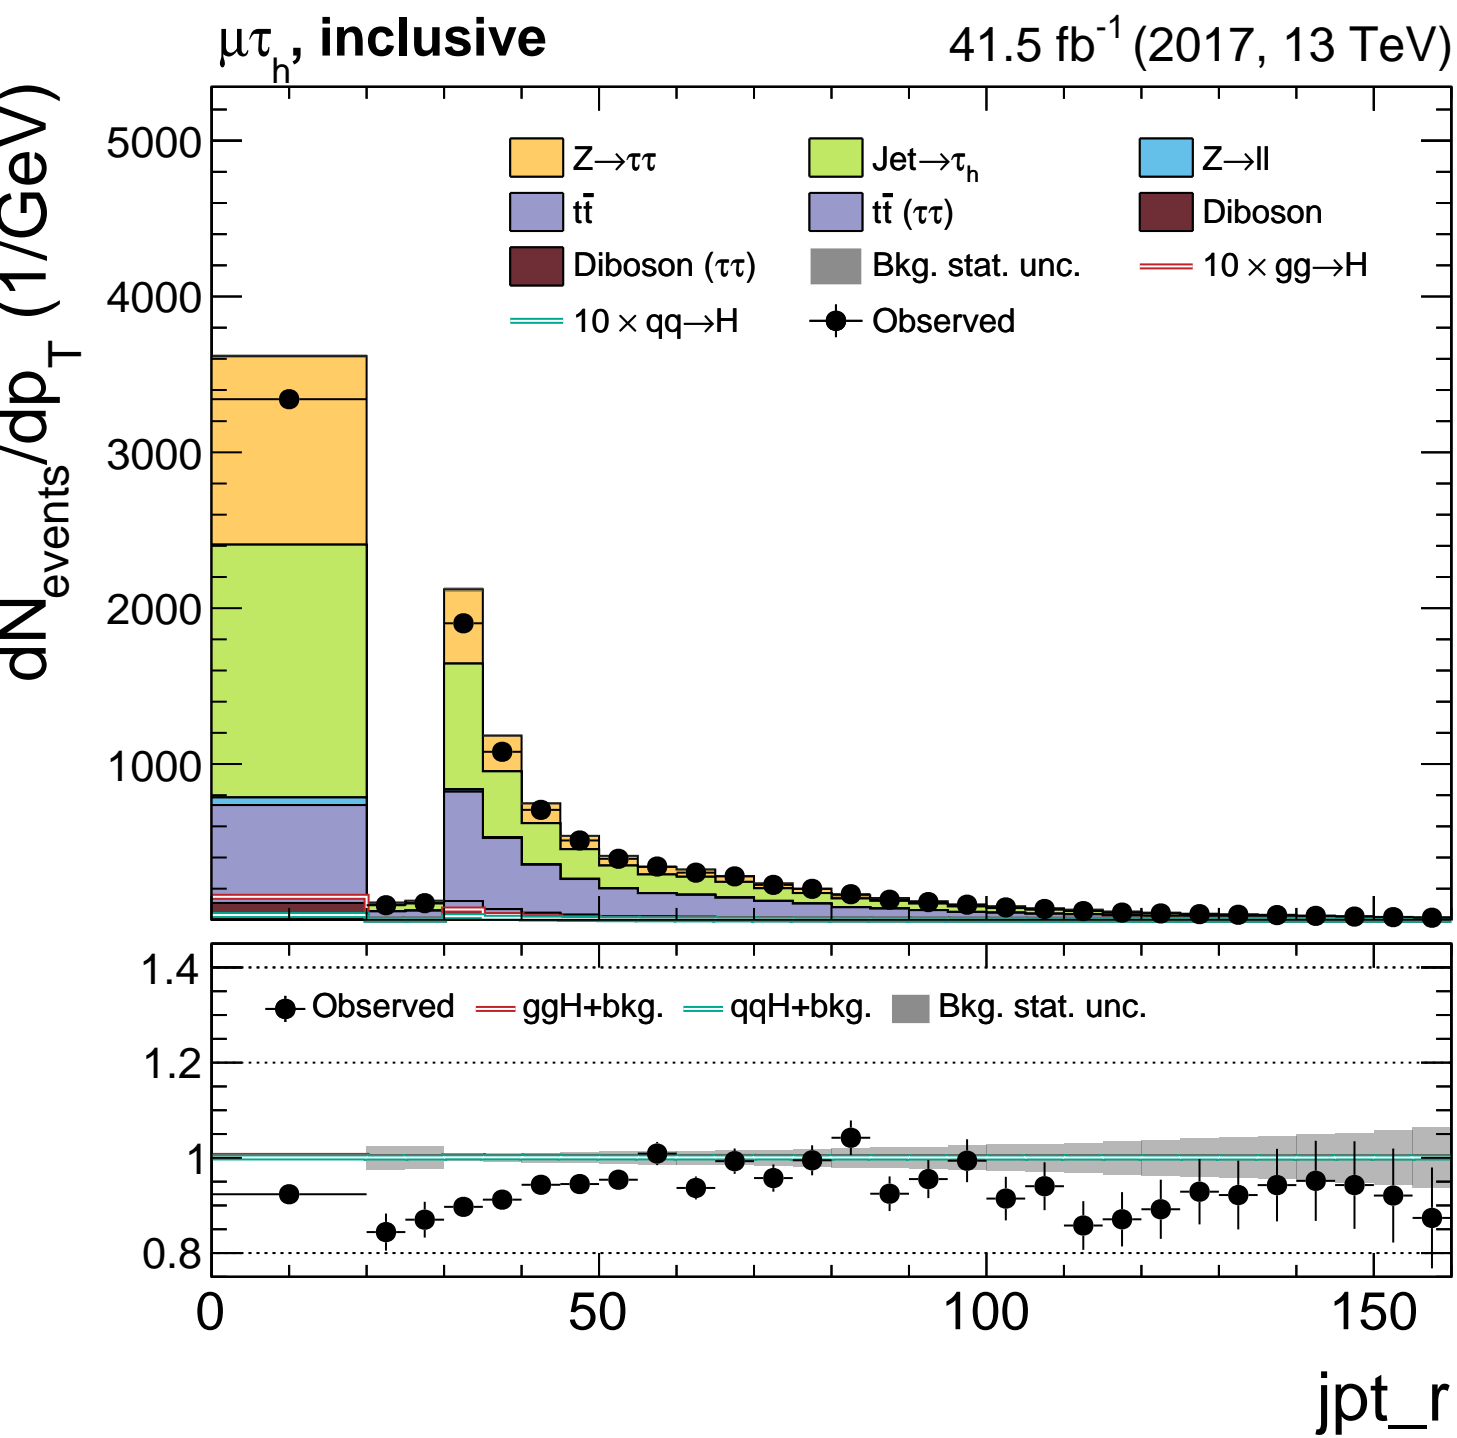 μτh, inclusive 41.5 fb-1 (2017, 13 TeV)
dNevents/dpT (1/GeV)
5000
4000
3000
2000
1000
Z→ττ Jet→τh Z→ll
tt̄ tt̄ (ττ) Diboson
Diboson (ττ) Bkg. stat. unc. 10 × gg→H
10 × qq→H Observed
1.4
1.2
1
0.8
Observed ggH+bkg. qqH+bkg. Bkg. stat. unc.
0 50 100 150
jpt_r